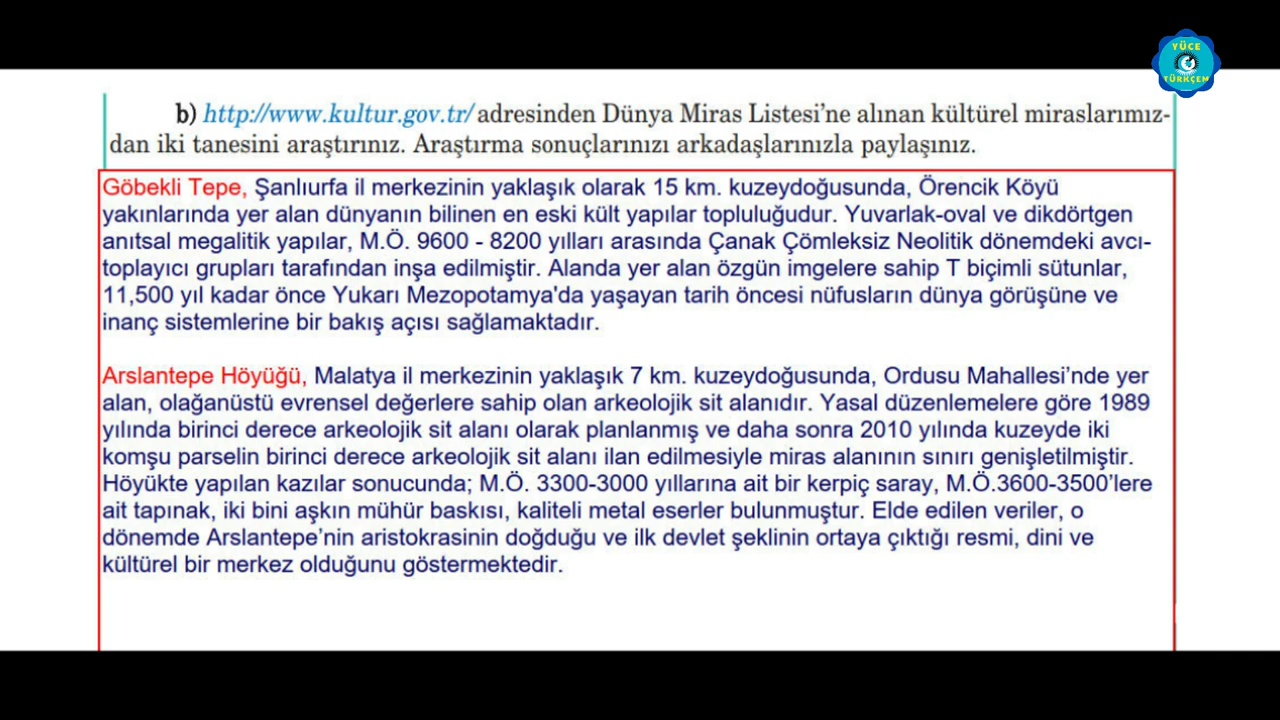 YÜCE
TÜRKÇEM
b) http://www.kultur.gov.tr/ adresinden Dünya Miras Listesi’ne alınan kültürel miraslarımız-
dan iki tanesini araştırınız. Araştırma sonuçlarınızı arkadaşlarınızla paylaşınız.
Göbekli Tepe, Şanlıurfa il merkezinin yaklaşık olarak 15 km. kuzeydoğusunda, Örencik Köyü
yakınlarında yer alan dünyanın bilinen en eski kült yapılar topluluğudur. Yuvarlak-oval ve dikdörtgen
anıtsal megalitik yapılar, M.Ö. 9600 - 8200 yılları arasında Çanak Çömleksiz Neolitik dönemdeki avcı-
toplayıcı grupları tarafından inşa edilmiştir. Alanda yer alan özgün imgelere sahip T biçimli sütunlar,
11,500 yıl kadar önce Yukarı Mezopotamya'da yaşayan tarih öncesi nüfusların dünya görüşüne ve
inanç sistemlerine bir bakış açısı sağlamaktadır.
Arslantepe Höyüğü, Malatya il merkezinin yaklaşık 7 km. kuzeydoğusunda, Ordusu Mahallesi’nde yer
alan, olağanüstü evrensel değerlere sahip olan arkeolojik sit alanıdır. Yasal düzenlemelere göre 1989
yılında birinci derece arkeolojik sit alanı olarak planlanmış ve daha sonra 2010 yılında kuzeyde iki
komşu parselin birinci derece arkeolojik sit alanı ilan edilmesiyle miras alanının sınırı genişletilmiştir.
Höyükte yapılan kazılar sonucunda; M.Ö. 3300-3000 yıllarına ait bir kerpiç saray, M.Ö.3600-3500’lere
ait tapınak, iki bini aşkın mühür baskısı, kaliteli metal eserler bulunmuştur. Elde edilen veriler, o
dönemde Arslantepe’nin aristokrasinin doğduğu ve ilk devlet şeklinin ortaya çıktığı resmi, dini ve
kültürel bir merkez olduğunu göstermektedir.